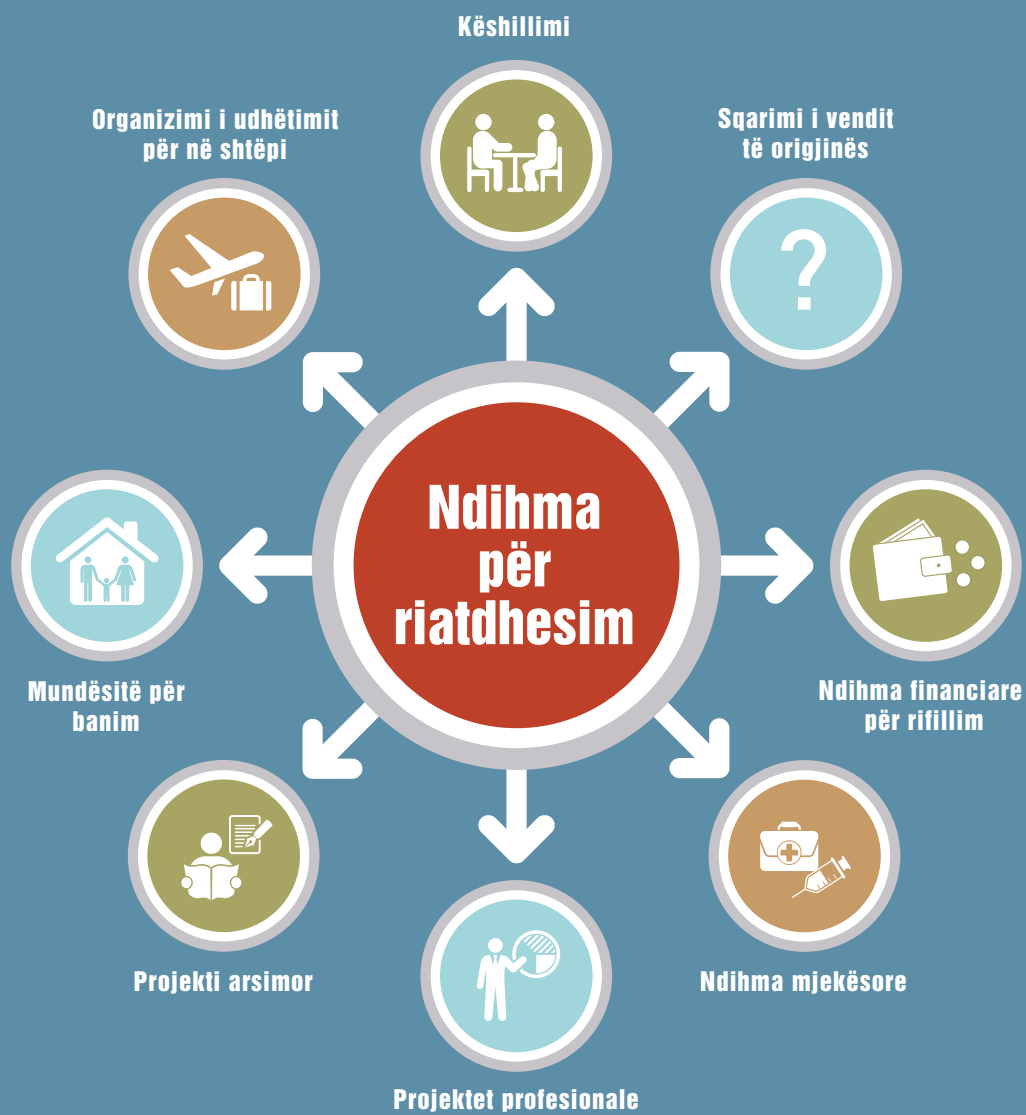 Këshillimi
Organizimi i udhëtimit
për në shtëpi
Sqarimi i vendit
të origjinës
?
Ndihma
për
riatdhesim
Mundësitë për
banim
Ndihma financiare
për rifillim
Projekti arsimor
Ndihma mjekësore
Projektet profesionale